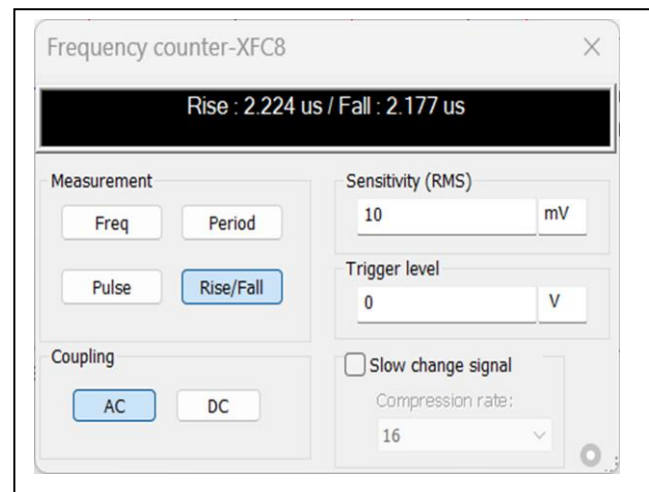 Frequency counter-XFC8
Rise : 2.224 us / Fall : 2.177 us
Measurement
Freq
Period
Pulse
Rise/Fall
Coupling
AC
DC
Sensitivity (RMS)
10
mV
Trigger level
0
V
Slow change signal
Compression rate:
16